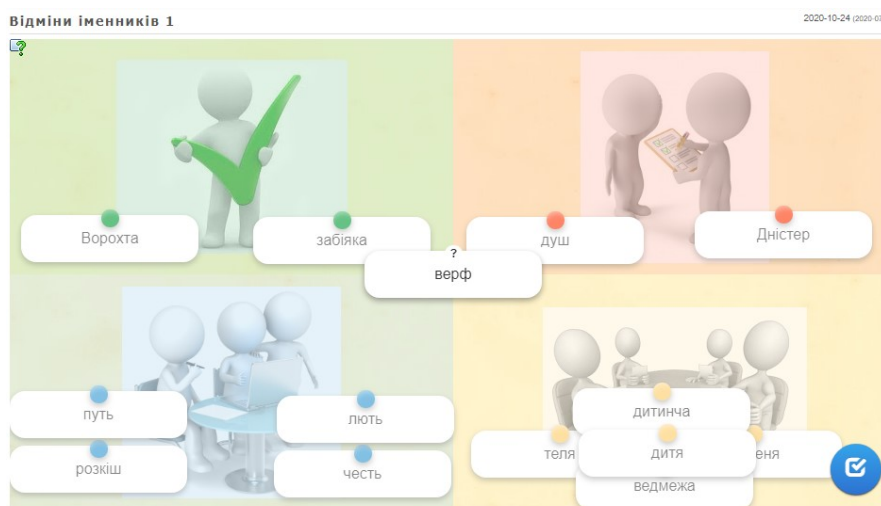 Відміни іменників 1
2020-10-24
Ворохта
забіяка
душ
Дністер
?
верф
путь
лють
дитинча
теля
дитя
розкіш
честь
ведмежа